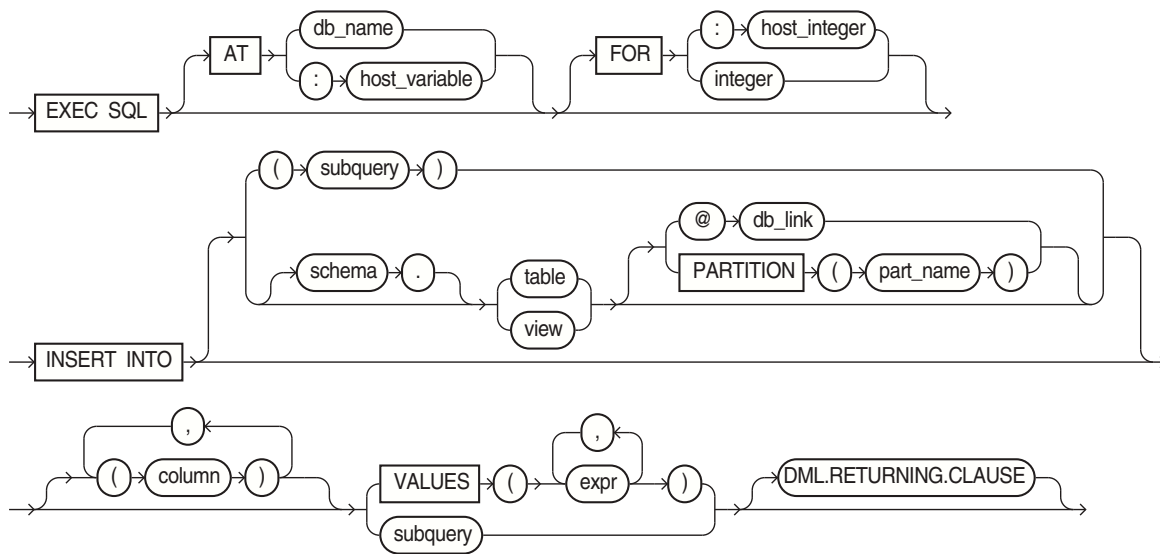 AT db_name : host_variable FOR : host_integer integer
EXEC SQL
( subquery )
@ db_link
schema . table view PARTITION ( part_name )
INSERT INTO
, ,
( column ) VALUES ( expr ) DML.RETURNING.CLAUSE
subquery